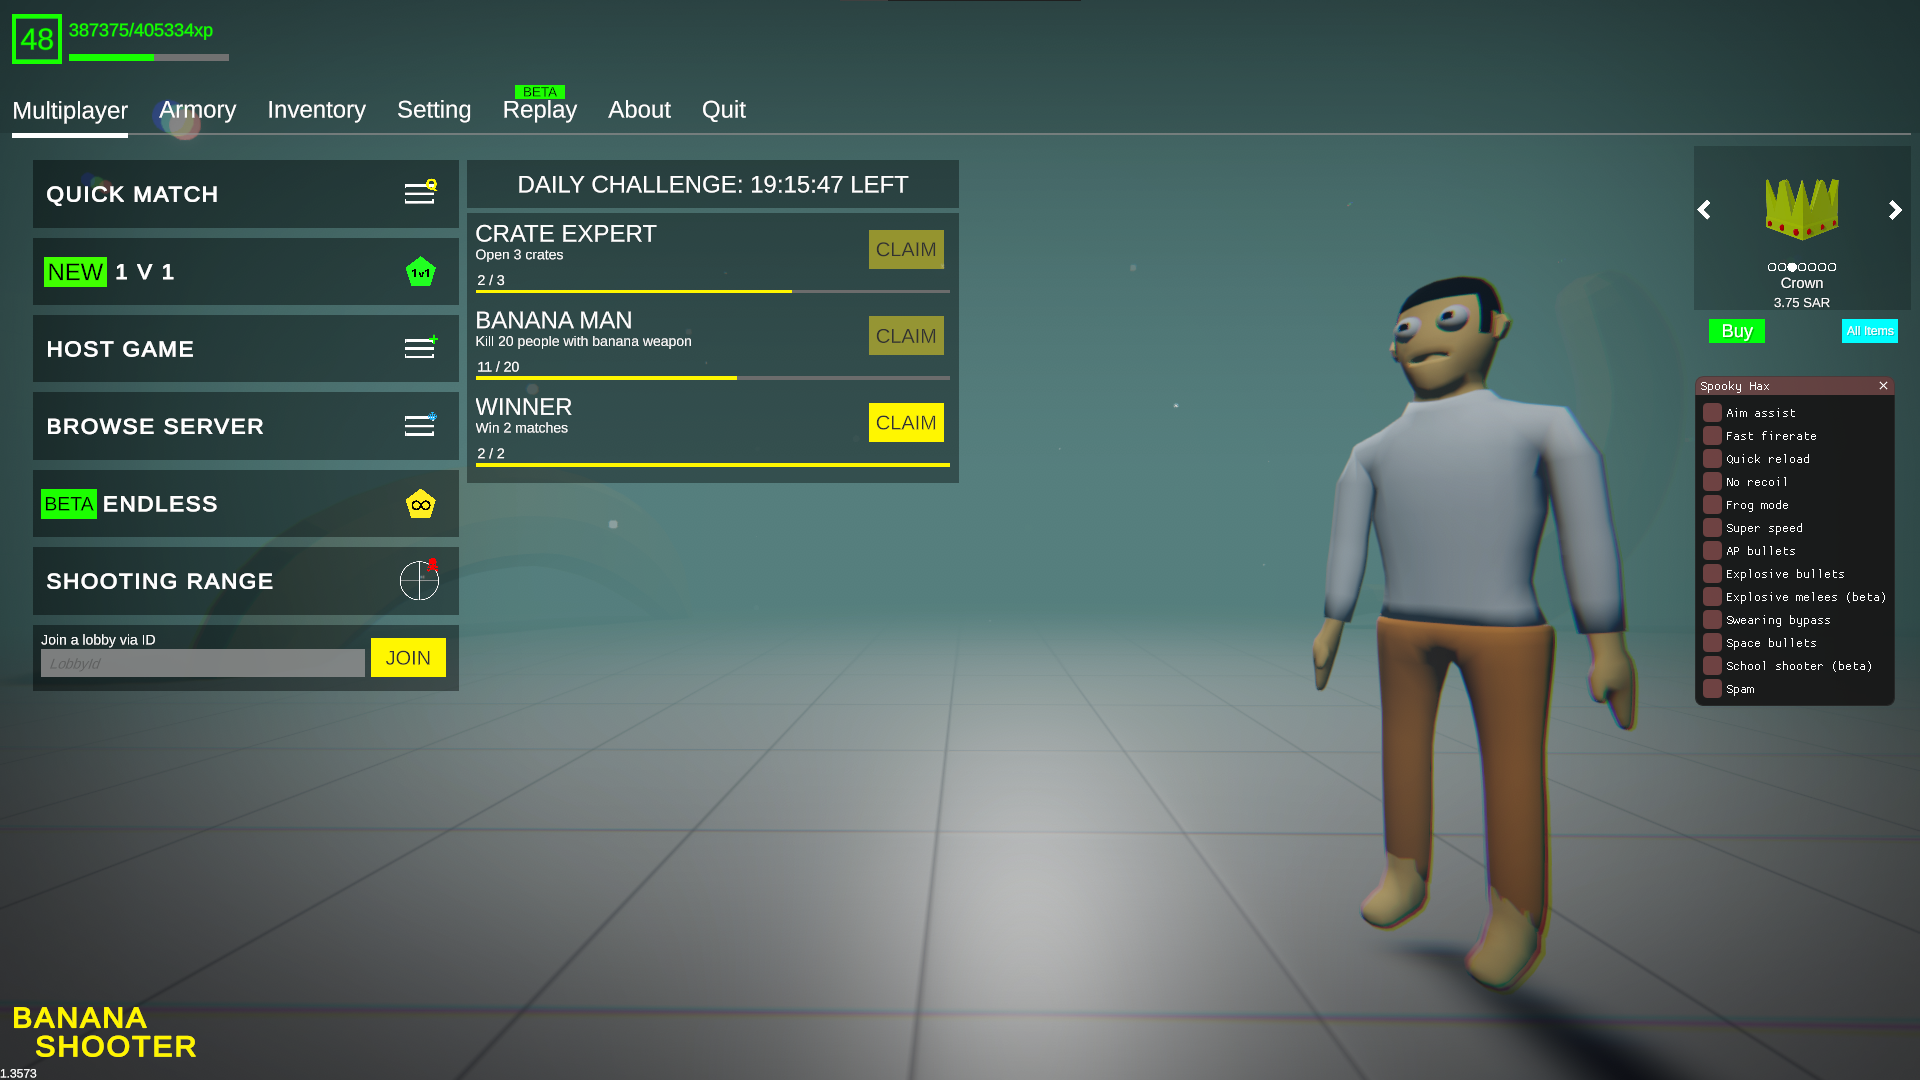 48
387375/405334xp
Multiplayer
Armory
Inventory
Setting
BETA
Replay
About
Quit
QUICK MATCH
Q
NEW 1 V 1
1v1
HOST GAME
BROWSE SERVER
BETA ENDLESS
SHOOTING RANGE
Join a lobby via ID
LobbyId
JOIN
DAILY CHALLENGE: 19:15:47 LEFT
CRATE EXPERT
Open 3 crates
CLAIM
2 / 3
BANANA MAN
Kill 20 people with banana weapon
CLAIM
11 / 20
WINNER
Win 2 matches
CLAIM
2 / 2
Crown
3.75 SAR
Buy
All Items
Spooky Hax
Aim assist
Fast firerate
Quick reload
No recoil
Frog mode
Super speed
AP bullets
Explosive bullets
Explosive melees (beta)
Swearing bypass
Space bullets
School shooter (beta)
Spam
BANANA
SHOOTER
1.3573